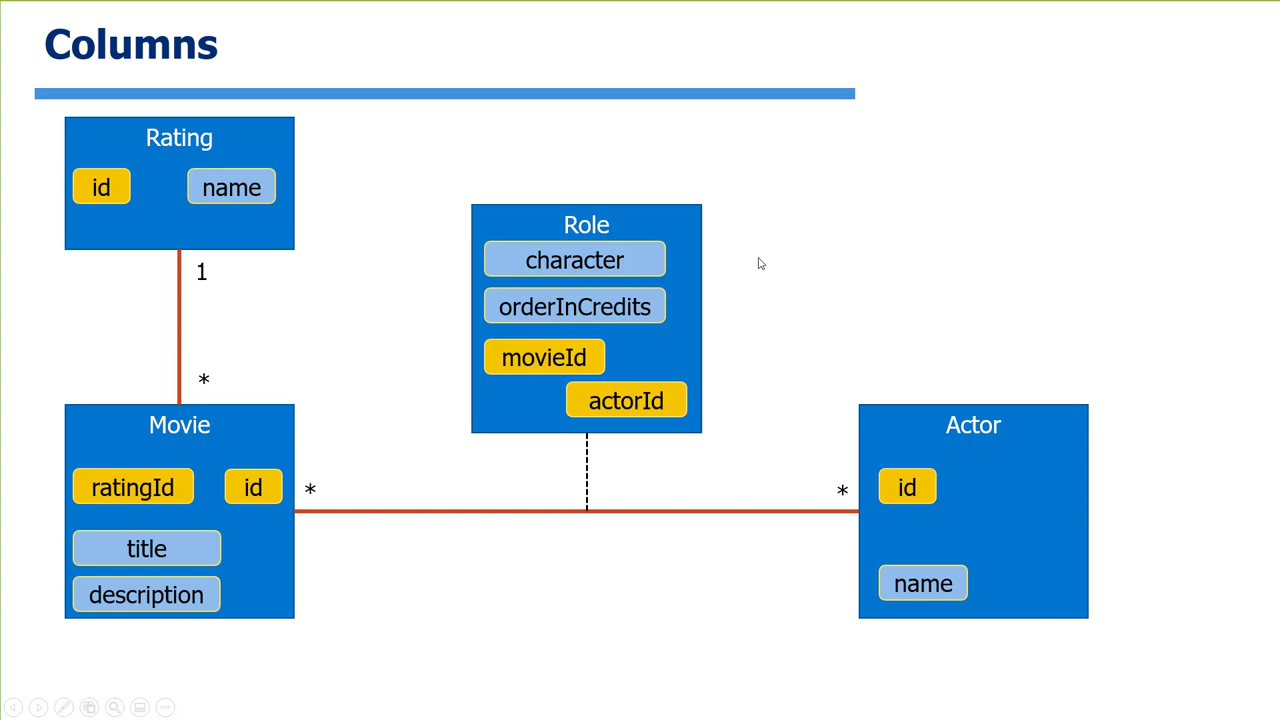 Columns
Rating
id name
1
*
Role
character
orderInCredits
movieId
actorId
Movie
ratingId id
title
description
*
*
Actor
id
name